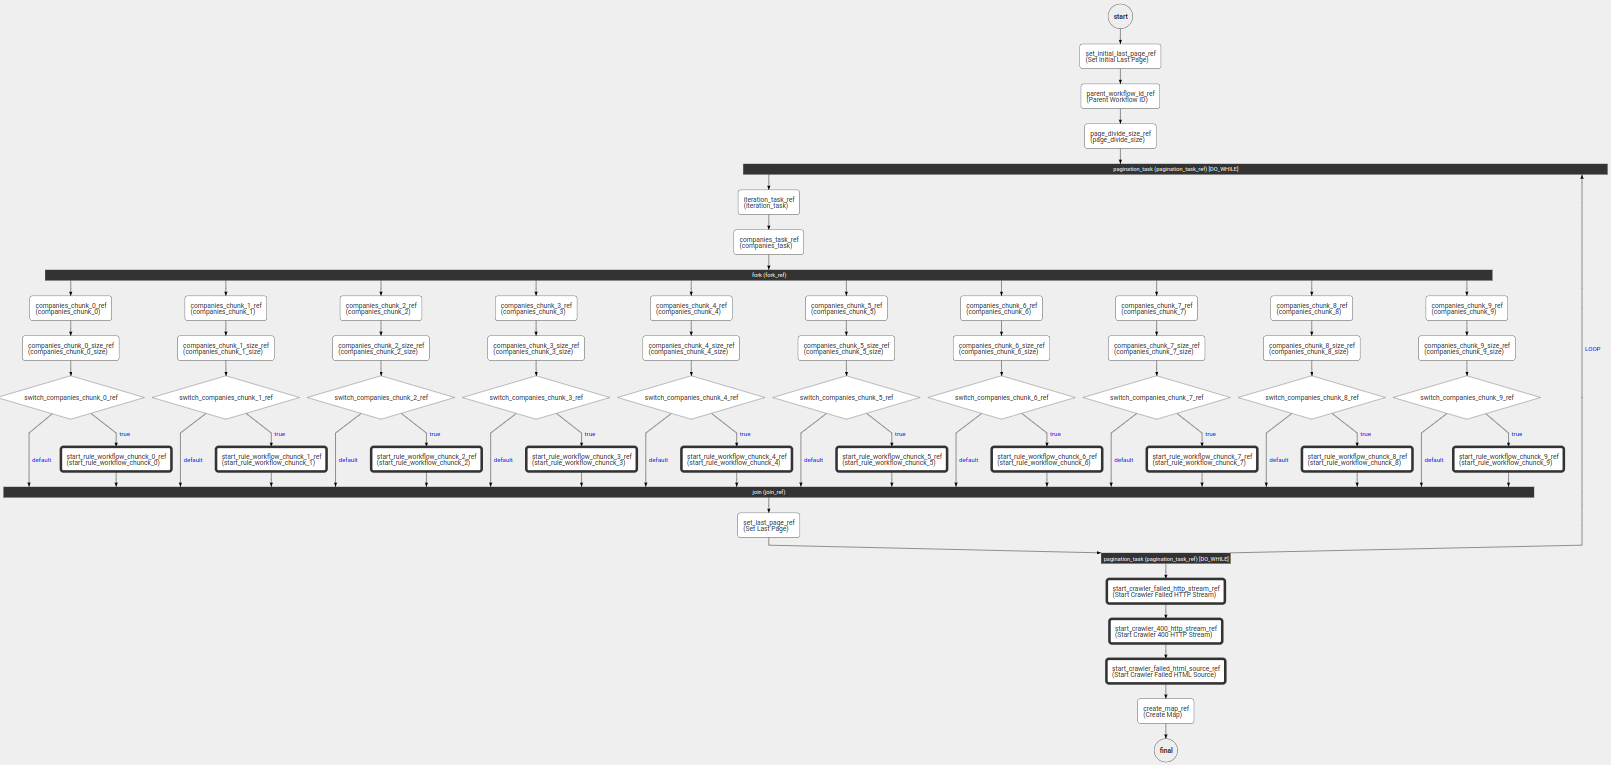 start
set_initial_last_page_ref
(Set Initial Last Page)
parent_workflow_id_ref
(Parent Workflow ID)
page_divide_size_ref
(page_divide_size)
pagination_task (pagination_task_ref) [DO_WHILE]
iteration_task_ref
(iteration_task)
companies_task_ref
(companies_task)
fork (fork_ref)
companies_chunk_0_ref
(companies_chunk_0)
companies_chunk_1_ref
(companies_chunk_1)
companies_chunk_2_ref
(companies_chunk_2)
companies_chunk_3_ref
(companies_chunk_3)
companies_chunk_4_ref
(companies_chunk_4)
companies_chunk_5_ref
(companies_chunk_5)
companies_chunk_6_ref
(companies_chunk_6)
companies_chunk_7_ref
(companies_chunk_7)
companies_chunk_8_ref
(companies_chunk_8)
companies_chunk_9_ref
(companies_chunk_9)
companies_chunk_0_size_ref
(companies_chunk_0_size)
companies_chunk_1_size_ref
(companies_chunk_1_size)
companies_chunk_2_size_ref
(companies_chunk_2_size)
companies_chunk_3_size_ref
(companies_chunk_3_size)
companies_chunk_4_size_ref
(companies_chunk_4_size)
companies_chunk_5_size_ref
(companies_chunk_5_size)
companies_chunk_6_size_ref
(companies_chunk_6_size)
companies_chunk_7_size_ref
(companies_chunk_7_size)
companies_chunk_8_size_ref
(companies_chunk_8_size)
companies_chunk_9_size_ref
(companies_chunk_9_size)
LOOP
switch_companies_chunk_0_ref
switch_companies_chunk_1_ref
switch_companies_chunk_2_ref
switch_companies_chunk_3_ref
switch_companies_chunk_4_ref
switch_companies_chunk_5_ref
switch_companies_chunk_6_ref
switch_companies_chunk_7_ref
switch_companies_chunk_8_ref
switch_companies_chunk_9_ref
true
true
true
true
true
true
true
true
true
true
default
start_rule_workflow_chunck_0_ref
(start_rule_workflow_chunck_0)
default
start_rule_workflow_chunck_1_ref
(start_rule_workflow_chunck_1)
default
start_rule_workflow_chunck_2_ref
(start_rule_workflow_chunck_2)
default
start_rule_workflow_chunck_3_ref
(start_rule_workflow_chunck_3)
default
start_rule_workflow_chunck_4_ref
(start_rule_workflow_chunck_4)
default
start_rule_workflow_chunck_5_ref
(start_rule_workflow_chunck_5)
default
start_rule_workflow_chunck_6_ref
(start_rule_workflow_chunck_6)
default
start_rule_workflow_chunck_7_ref
(start_rule_workflow_chunck_7)
default
start_rule_workflow_chunck_8_ref
(start_rule_workflow_chunck_8)
default
start_rule_workflow_chunck_9_ref
(start_rule_workflow_chunck_9)
join (join_ref)
set_last_page_ref
(Set Last Page)
pagination_task (pagination_task_ref) [DO_WHILE]
start_crawler_failed_http_stream_ref
(Start Crawler Failed HTTP Stream)
start_crawler_400_http_stream_ref
(Start Crawler 400 HTTP Stream)
start_crawler_failed_html_source_ref
(Start Crawler Failed HTML Source)
create_map_ref
(Create Map)
final